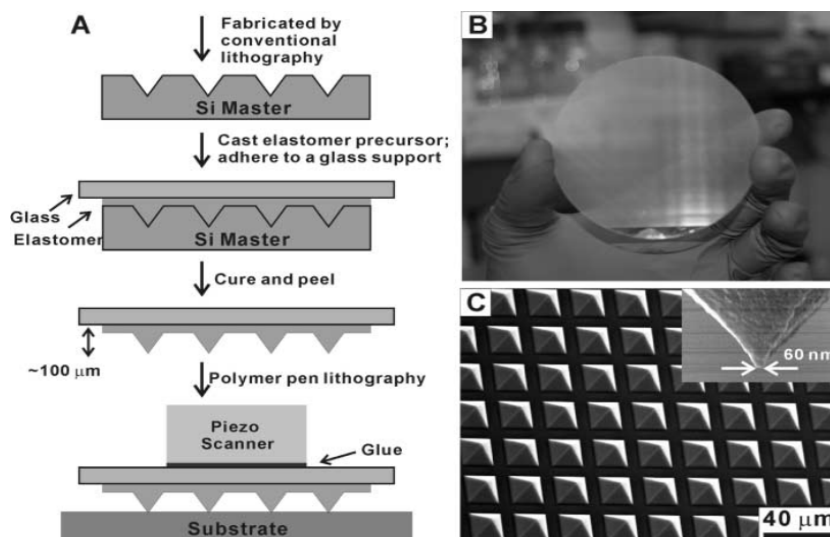 A
Fabricated by
conventional
lithography
Si Master
Cast elastomer precursor;
adhere to a glass support
Glass
Elastomer
Si Master
Cure and peel
~100 μm
Polymer pen lithography
Piezo
Scanner
Glue
Substrate
B
C
60 nm
40 μm